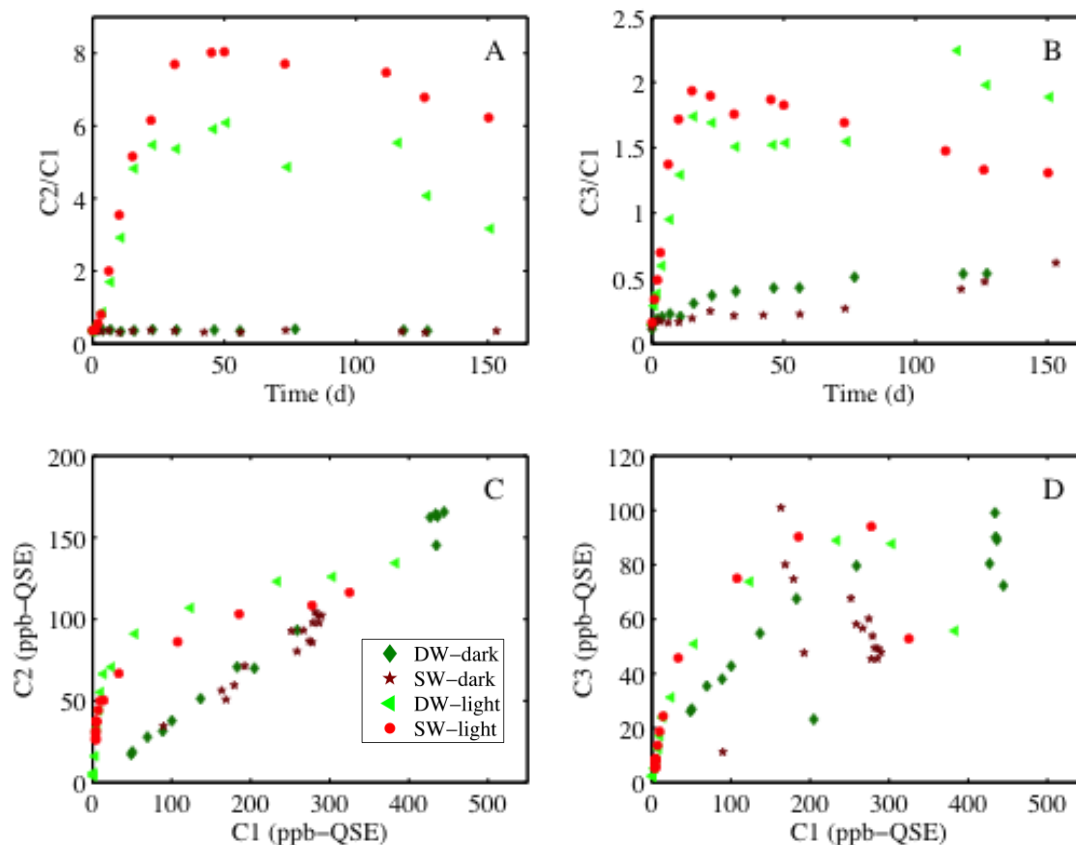 A
C2/C1
8
6
4
2
0
0 50 100 150
Time (d)
B
C3/C1
2.5
2
1.5
1
0.5
0
0 50 100 150
Time (d)
C
C2 (ppb−QSE)
200
150
100
50
0
0 100 200 300 400 500
C1 (ppb−QSE)
DW−dark
SW−dark
DW−light
SW−light
D
C3 (ppb−QSE)
120
100
80
60
40
20
0
0 100 200 300 400 500
C1 (ppb−QSE)